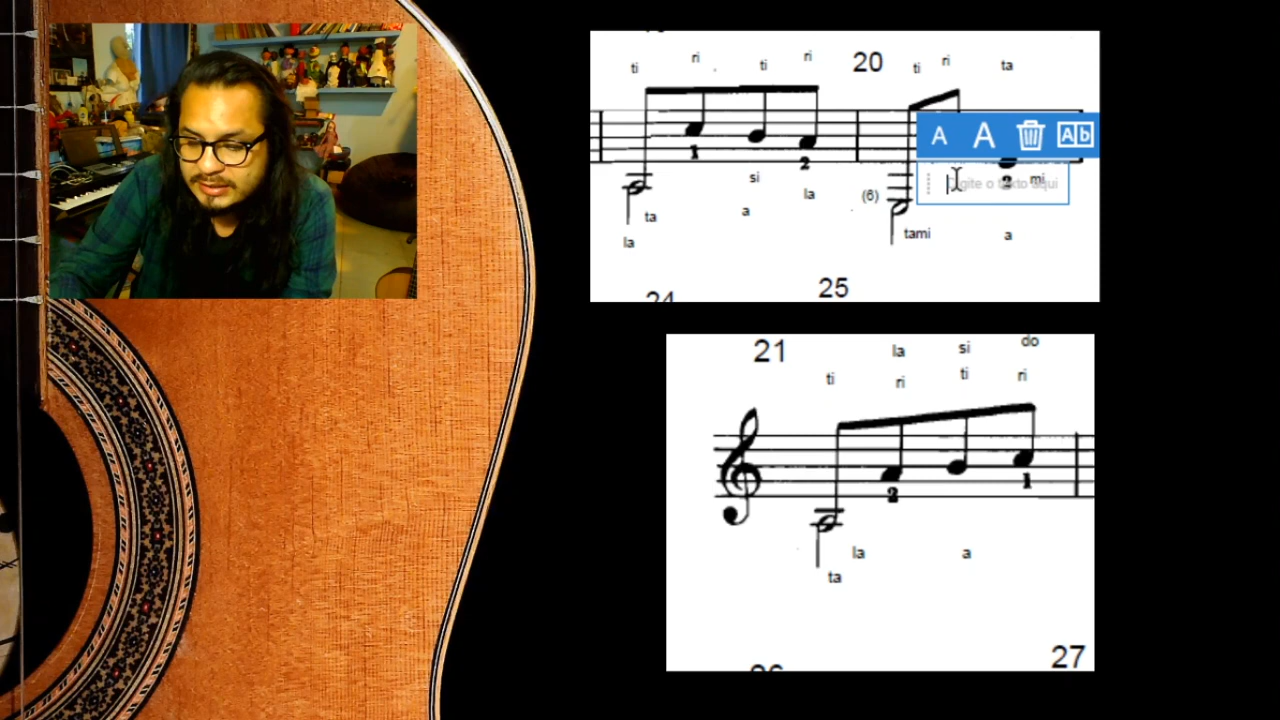 ti ri ti ri 20 ti ri ta
A A Ab
1 2
si la (6) 2 mi
Digite o texto aqui
ta a tami a
la
24 25
21 la si do
ti ri ti ri
2 1
la a
ta
26 27